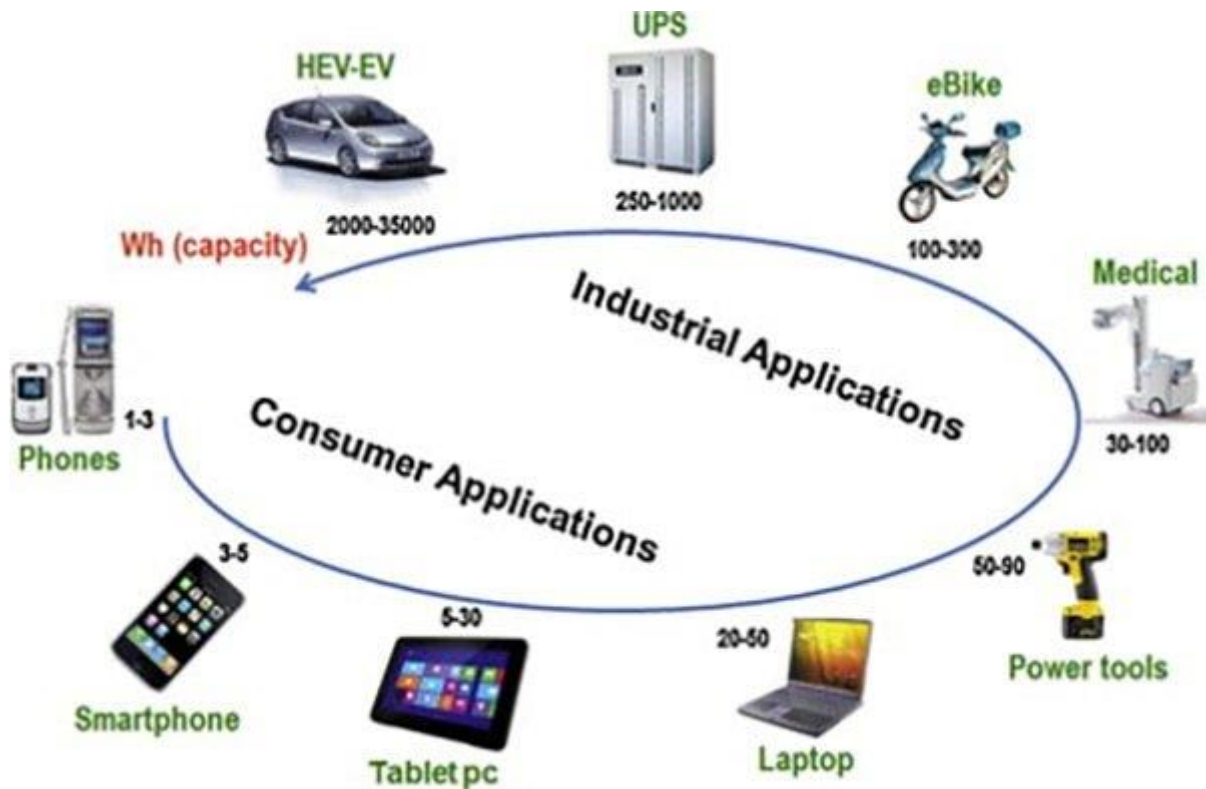 UPS
HEV-EV
eBike
250-1000
2000-35000
100-300
Wh (capacity)
Medical
Industrial Applications
30-100
1-3
Phones
Consumer Applications
3-5
50-90
5-30
20-50
Power tools
Smartphone
Laptop
Tablet pc